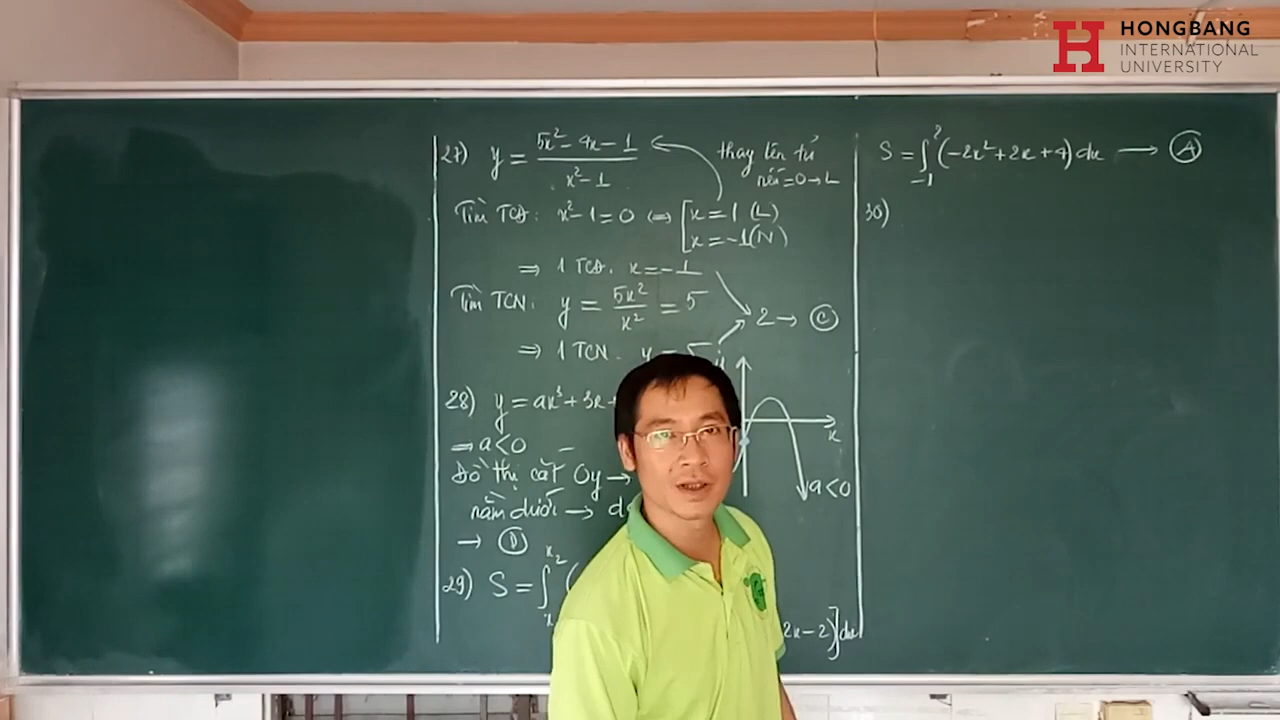 HONGBANG
INTERNATIONAL
UNIVERSITY
27) y = (5x² - 4x - 1)/(x² - 1)
thay lên tử
nếu = 0 → L
Tìm TCĐ: x² - 1 = 0 ⇔ [x = 1 (L)
x = -1 (N)
⇒ 1 TCĐ. x = -1
Tìm TCN: y = 5x²/x² = 5
2 → Ⓒ
⇒ 1 TCN. y = 5
28) y = ax³ + 3x +
⇒ a < 0
Đồ thị cắt Oy →
nằm dưới →
→ Ⓓ
y
x
a < 0
29) S = ∫ x₂ (
2x - 2)]dx
S = ∫₋₁² (-2x² + 2x + 4) dx → Ⓐ
30)